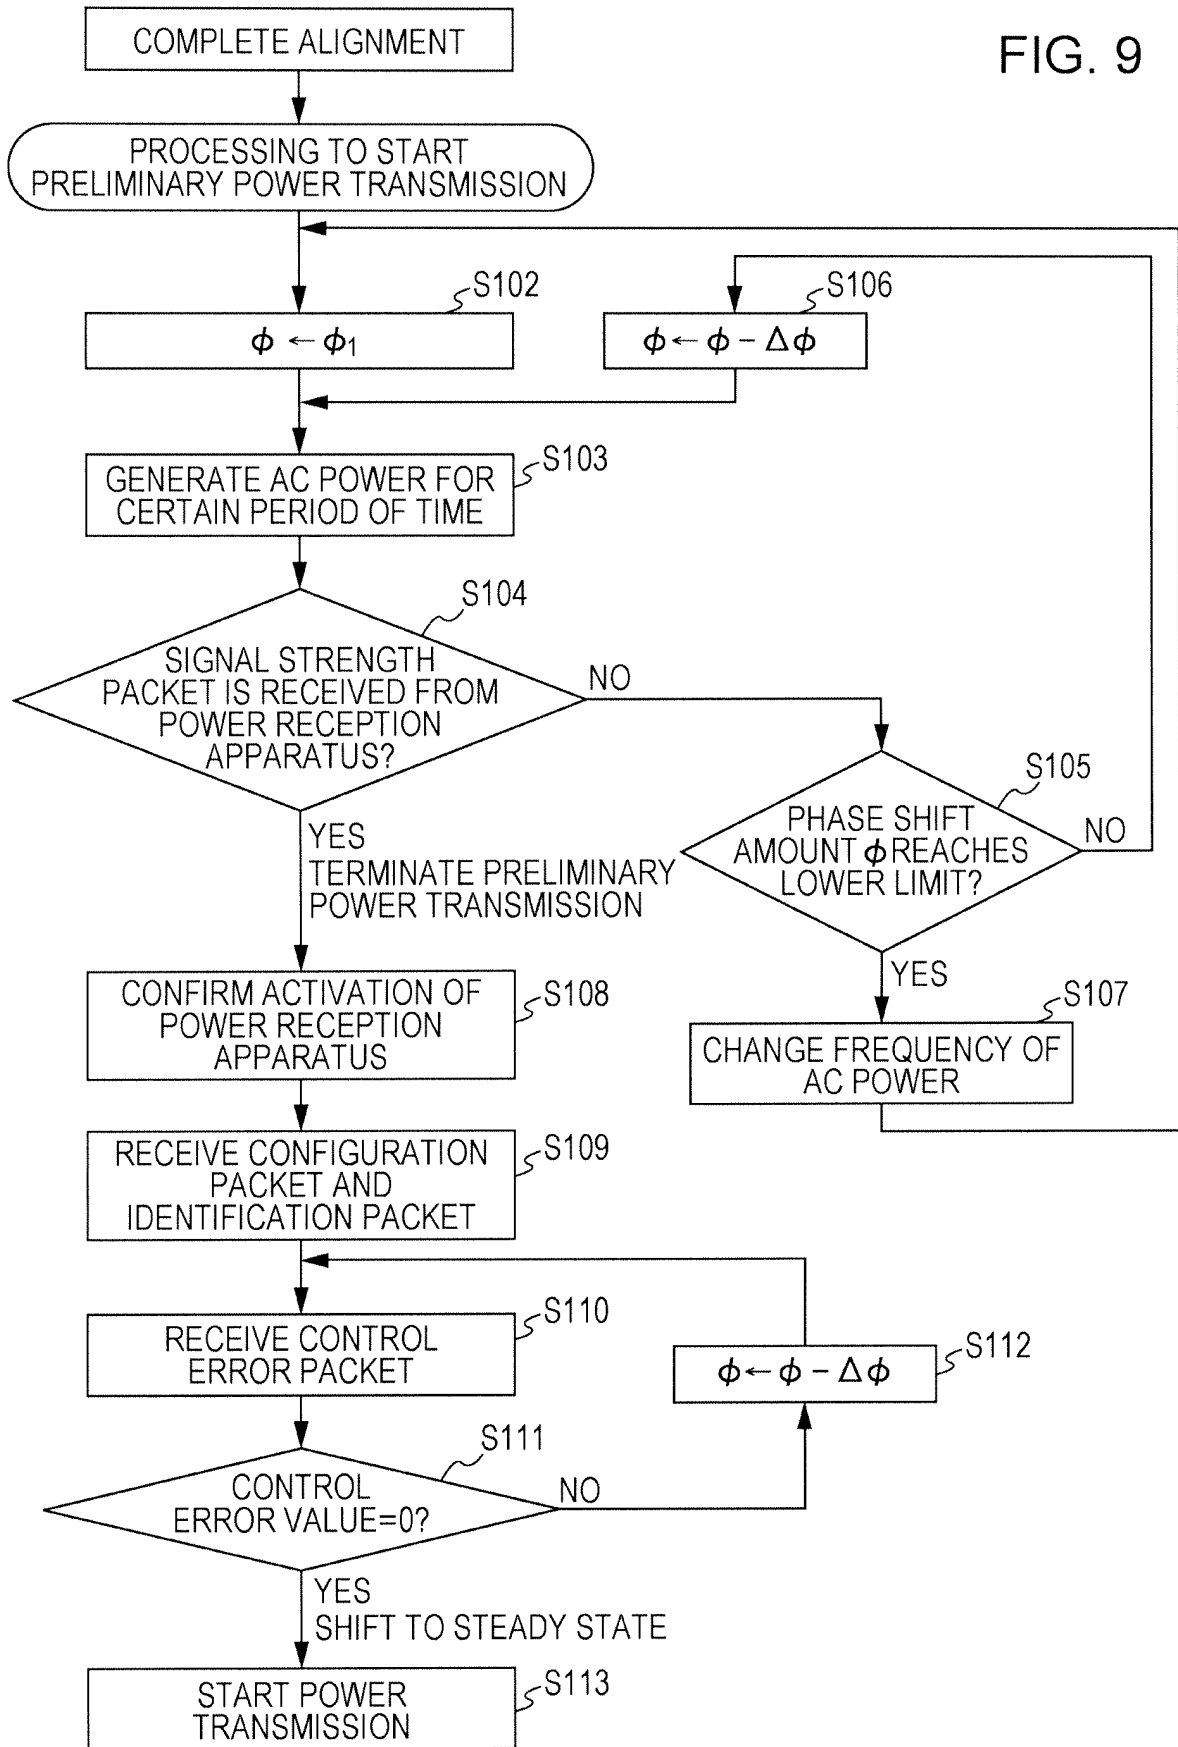 FIG. 9
COMPLETE ALIGNMENT
PROCESSING TO START
PRELIMINARY POWER TRANSMISSION
S102
ϕ ← ϕ₁
S106
ϕ ← ϕ − Δϕ
S103
GENERATE AC POWER FOR
CERTAIN PERIOD OF TIME
S104
SIGNAL STRENGTH
PACKET IS RECEIVED FROM
POWER RECEPTION
APPARATUS?
NO
S105
PHASE SHIFT
AMOUNT ϕ REACHES
LOWER LIMIT?
NO
YES
TERMINATE PRELIMINARY
POWER TRANSMISSION
YES
S107
CHANGE FREQUENCY OF
AC POWER
S108
CONFIRM ACTIVATION OF
POWER RECEPTION
APPARATUS
S109
RECEIVE CONFIGURATION
PACKET AND
IDENTIFICATION PACKET
S110
RECEIVE CONTROL
ERROR PACKET
S112
ϕ ← ϕ − Δϕ
S111
CONTROL
ERROR VALUE=0?
NO
YES
SHIFT TO STEADY STATE
S113
START POWER
TRANSMISSION